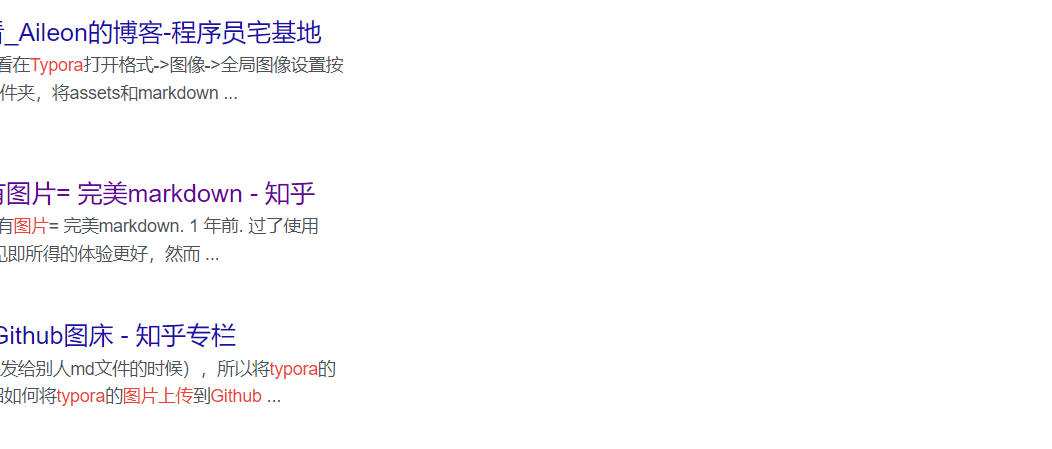 _Aileon的博客-程序员宅基地
看在Typora打开格式->图像->全局图像设置按
件夹，将assets和markdown ...
有图片= 完美markdown - 知乎
有图片= 完美markdown. 1 年前. 过了使用
见即所得的体验更好，然而 ...
Github图床 - 知乎专栏
发给别人md文件的时候），所以将typora的
绍如何将typora的图片上传到Github ...